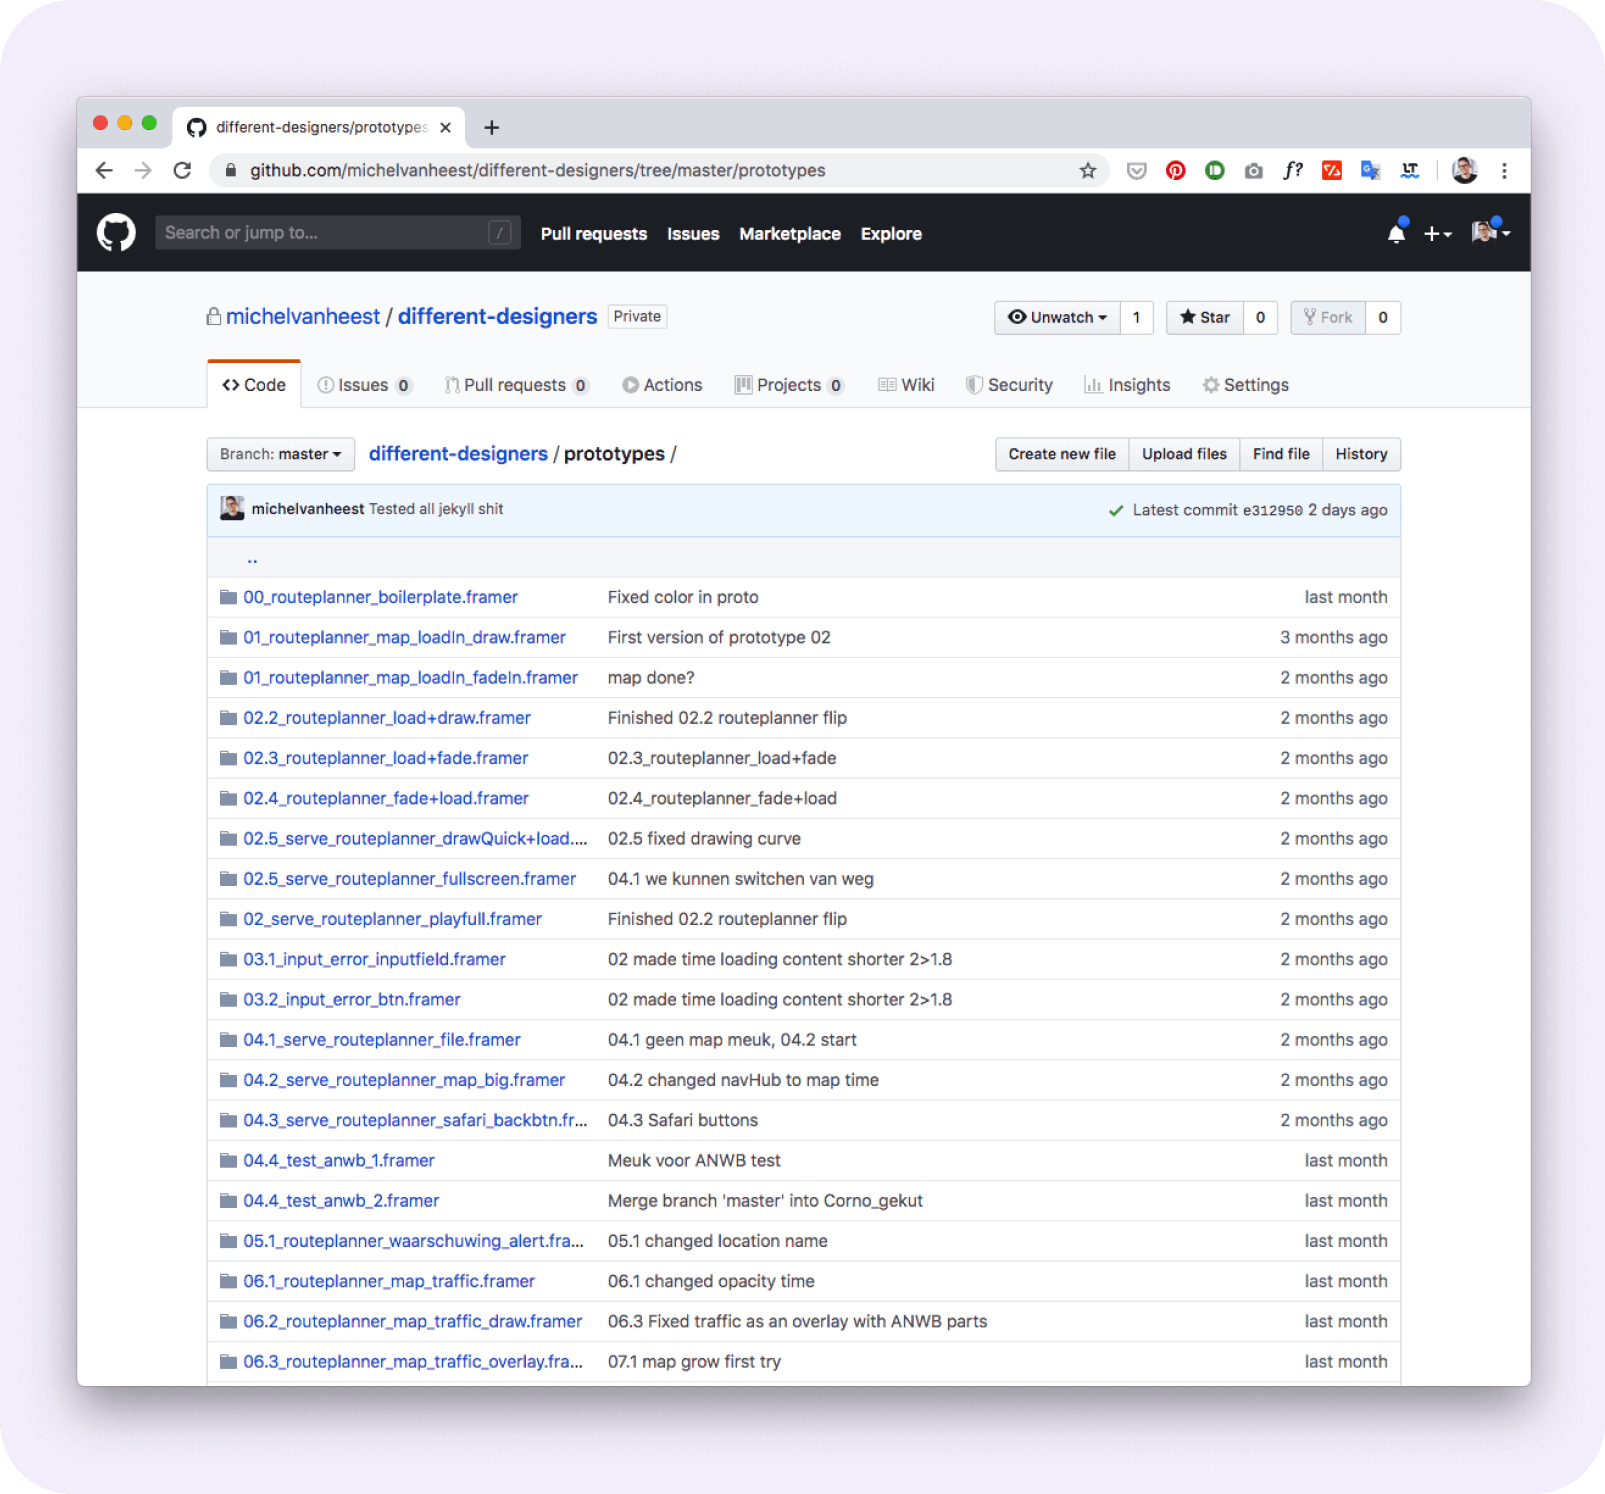 different-designers/prototypes
github.com/michelvanheest/different-designers/tree/master/prototypes
f?
LT
Search or jump to...
/
Pull requests Issues Marketplace Explore
michelvanheest / different-designers Private
Unwatch 1 Star 0 Fork 0
Code Issues 0 Pull requests 0 Actions Projects 0 Wiki Security Insights Settings
Branch: master different-designers / prototypes / Create new file Upload files Find file History
michelvanheest Tested all jekyll shit Latest commit e312950 2 days ago
..
00_routeplanner_boilerplate.framer Fixed color in proto last month
01_routeplanner_map_loadIn_draw.framer First version of prototype 02 3 months ago
01_routeplanner_map_loadIn_fadeIn.framer map done? 2 months ago
02.2_routeplanner_load+draw.framer Finished 02.2 routeplanner flip 2 months ago
02.3_routeplanner_load+fade.framer 02.3_routeplanner_load+fade 2 months ago
02.4_routeplanner_fade+load.framer 02.4_routeplanner_fade+load 2 months ago
02.5_serve_routeplanner_drawQuick+load.... 02.5 fixed drawing curve 2 months ago
02.5_serve_routeplanner_fullscreen.framer 04.1 we kunnen switchen van weg 2 months ago
02_serve_routeplanner_playfull.framer Finished 02.2 routeplanner flip 2 months ago
03.1_input_error_inputfield.framer 02 made time loading content shorter 2>1.8 2 months ago
03.2_input_error_btn.framer 02 made time loading content shorter 2>1.8 2 months ago
04.1_serve_routeplanner_file.framer 04.1 geen map meuk, 04.2 start 2 months ago
04.2_serve_routeplanner_map_big.framer 04.2 changed navHub to map time 2 months ago
04.3_serve_routeplanner_safari_backbtn.fr... 04.3 Safari buttons 2 months ago
04.4_test_anwb_1.framer Meuk voor ANWB test last month
04.4_test_anwb_2.framer Merge branch 'master' into Corno_gekut last month
05.1_routeplanner_waarschuwing_alert.fra... 05.1 changed location name last month
06.1_routeplanner_map_traffic.framer 06.1 changed opacity time last month
06.2_routeplanner_map_traffic_draw.framer 06.3 Fixed traffic as an overlay with ANWB parts last month
06.3_routeplanner_map_traffic_overlay.fra... 07.1 map grow first try last month